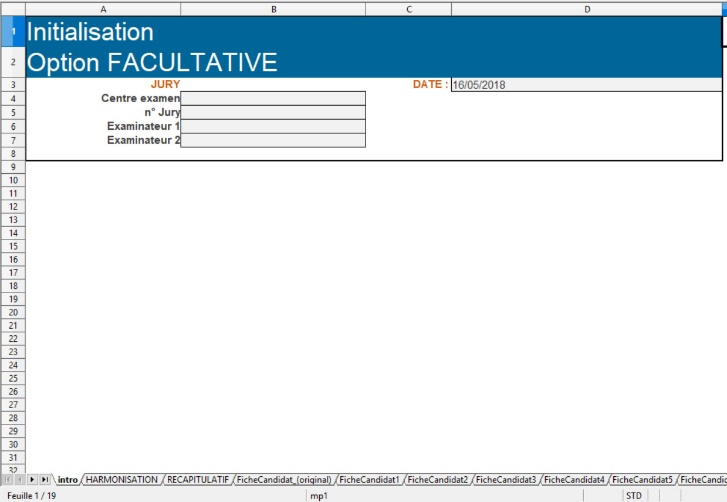 A B C D
1 Initialisation
2 Option FACULTATIVE
3 JURY DATE : 16/05/2018
4 Centre examen
5 n° Jury
6 Examinateur 1
7 Examinateur 2
8
9
10
11
12
13
14
15
16
17
18
19
20
21
22
23
24
25
26
27
28
29
30
31
32
intro HARMONISATION RECAPITULATIF FicheCandidat_(original) FicheCandidat1 FicheCandidat2 FicheCandidat3 FicheCandidat4 FicheCandidat5 FicheCandid
Feuille 1 / 19 mp1 STD